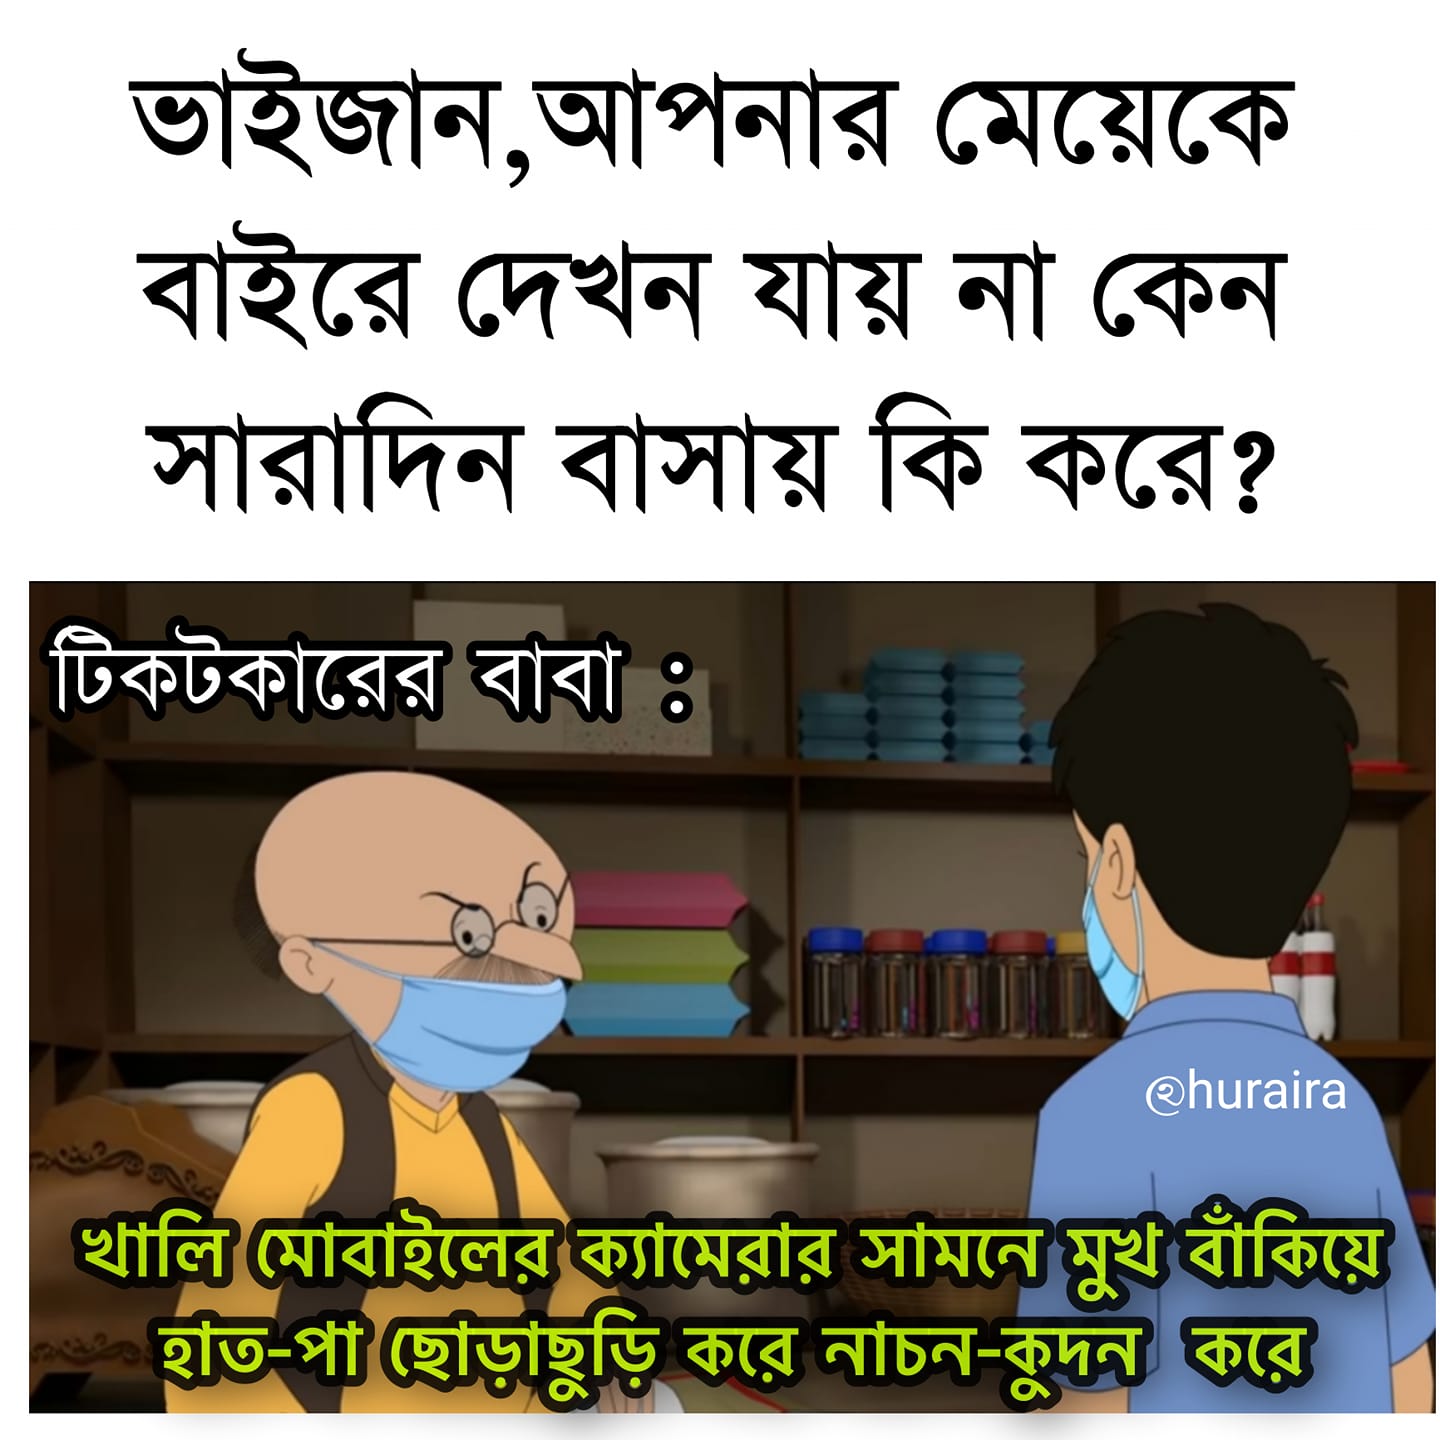 ভাইজান,আপনার মেয়েকে
বাইরে দেখন যায় না কেন
সারাদিন বাসায় কি করে?
টিকটকারের বাবা :
@huraira
খালি মোবাইলের ক্যামেরার সামনে মুখ বাঁকিয়ে
হাত-পা ছোড়াছুড়ি করে নাচন-কুদন করে